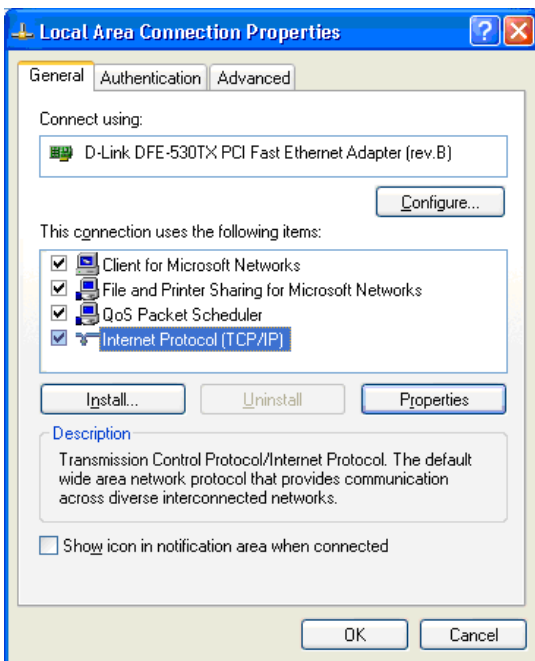 Local Area Connection Properties
General Authentication Advanced
Connect using:
D-Link DFE-530TX PCI Fast Ethernet Adapter (rev.B)
Configure...
This connection uses the following items:
Client for Microsoft Networks
File and Printer Sharing for Microsoft Networks
QoS Packet Scheduler
Internet Protocol (TCP/IP)
Install... Uninstall Properties
Description
Transmission Control Protocol/Internet Protocol. The default
wide area network protocol that provides communication
across diverse interconnected networks.
Show icon in notification area when connected
OK Cancel